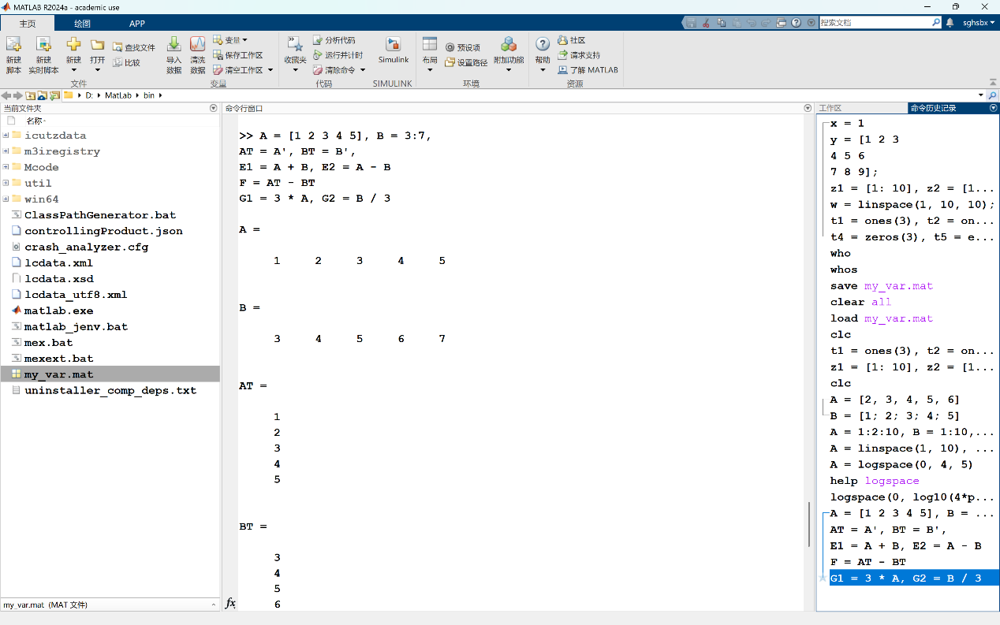 MATLAB R2024a - academic use
主页 绘图 APP
搜索文档
sghsbx
新建脚本
新建实时脚本
新建
打开
查找文件
比较
文件
导入数据
清洗数据
变量
保存工作区
清空工作区
变量
收藏夹
分析代码
运行并计时
清除命令
代码
Simulink
SIMULINK
布局
预设项
设置路径
附加功能
环境
帮助
社区
请求支持
了解 MATLAB
资源
D: MatLab bin
当前文件夹
名称
icutzdata
m3iregistry
Mcode
util
win64
ClassPathGenerator.bat
controllingProduct.json
crash_analyzer.cfg
lcdata.xml
lcdata.xsd
lcdata_utf8.xml
matlab.exe
matlab_jenv.bat
mex.bat
mexext.bat
my_var.mat
uninstaller_comp_deps.txt
my_var.mat (MAT 文件)
命令行窗口
>> A = [1 2 3 4 5], B = 3:7,
AT = A', BT = B',
E1 = A + B, E2 = A - B
F = AT - BT
G1 = 3 * A, G2 = B / 3
A =
1 2 3 4 5
B =
3 4 5 6 7
AT =
1
2
3
4
5
BT =
3
4
5
6
fx
工作区
命令历史记录
x = 1
y = [1 2 3
4 5 6
7 8 9];
z1 = [1: 10], z2 = [1...
w = linspace(1, 10, 10);
t1 = ones(3), t2 = on...
t4 = zeros(3), t5 = e...
who
whos
save my_var.mat
clear all
load my_var.mat
clc
t1 = ones(3), t2 = on...
z1 = [1: 10], z2 = [1...
clc
A = [2, 3, 4, 5, 6]
B = [1; 2; 3; 4; 5]
A = 1:2:10, B = 1:10,...
A = linspace(1, 10), ...
A = logspace(0, 4, 5)
help logspace
logspace(0, log10(4*p...
A = [1 2 3 4 5], B = ...
AT = A', BT = B',
E1 = A + B, E2 = A - B
F = AT - BT
G1 = 3 * A, G2 = B / 3